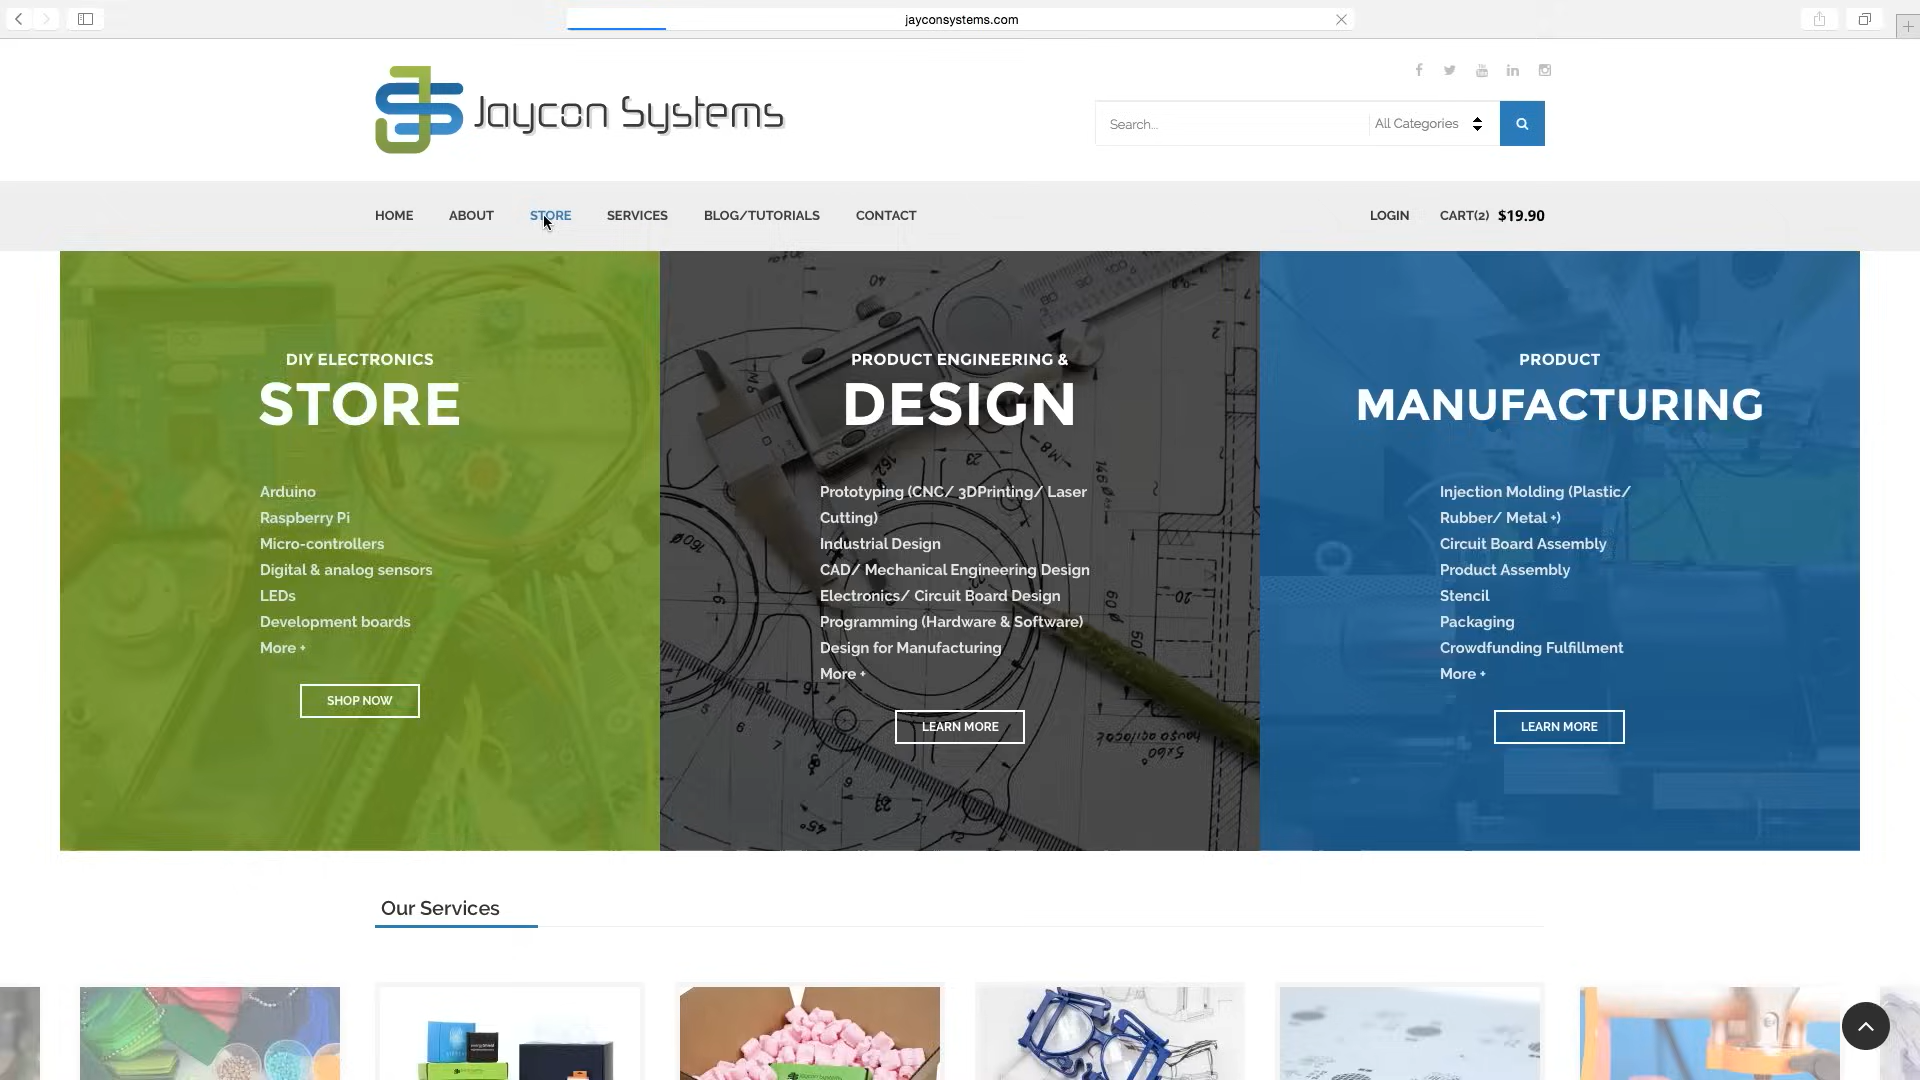 jayconsystems.com
Jaycon Systems
Search...
All Categories
HOME ABOUT STORE SERVICES BLOG/TUTORIALS CONTACT LOGIN CART(2) $19.90
DIY ELECTRONICS
STORE
Arduino
Raspberry Pi
Micro-controllers
Digital & analog sensors
LEDs
Development boards
More +
SHOP NOW
PRODUCT ENGINEERING &
DESIGN
Prototyping (CNC/ 3DPrinting/ Laser
Cutting)
Industrial Design
CAD/ Mechanical Engineering Design
Electronics/ Circuit Board Design
Programming (Hardware & Software)
Design for Manufacturing
More +
LEARN MORE
PRODUCT
MANUFACTURING
Injection Molding (Plastic/
Rubber/ Metal +)
Circuit Board Assembly
Product Assembly
Stencil
Packaging
Crowdfunding Fulfillment
More +
LEARN MORE
Our Services